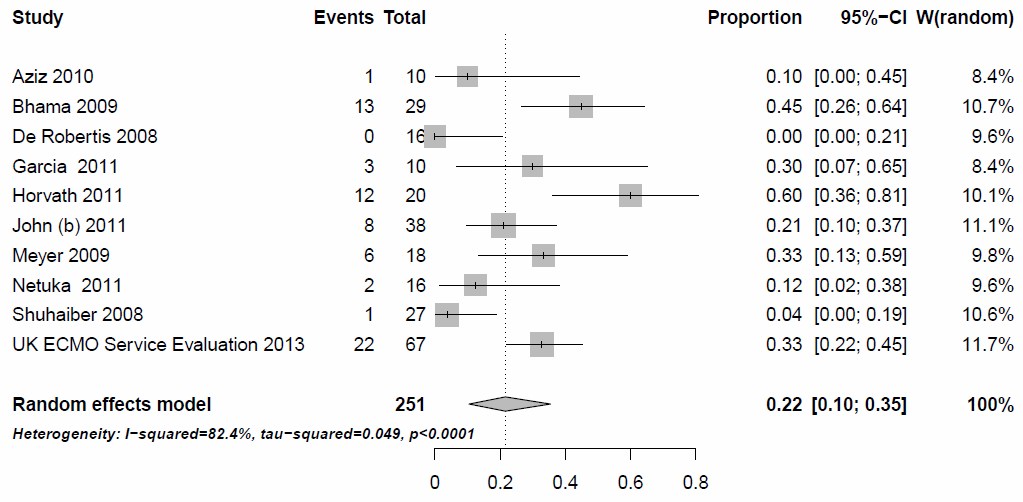 Study Events Total Proportion 95%−CI W(random)
Aziz 2010 1 10 0.10 [0.00; 0.45] 8.4%
Bhama 2009 13 29 0.45 [0.26; 0.64] 10.7%
De Robertis 2008 0 16 0.00 [0.00; 0.21] 9.6%
Garcia 2011 3 10 0.30 [0.07; 0.65] 8.4%
Horvath 2011 12 20 0.60 [0.36; 0.81] 10.1%
John (b) 2011 8 38 0.21 [0.10; 0.37] 11.1%
Meyer 2009 6 18 0.33 [0.13; 0.59] 9.8%
Netuka 2011 2 16 0.12 [0.02; 0.38] 9.6%
Shuhaiber 2008 1 27 0.04 [0.00; 0.19] 10.6%
UK ECMO Service Evaluation 2013 22 67 0.33 [0.22; 0.45] 11.7%
Random effects model 251 0.22 [0.10; 0.35] 100%
Heterogeneity: I−squared=82.4%, tau−squared=0.049, p<0.0001
0 0.2 0.4 0.6 0.8